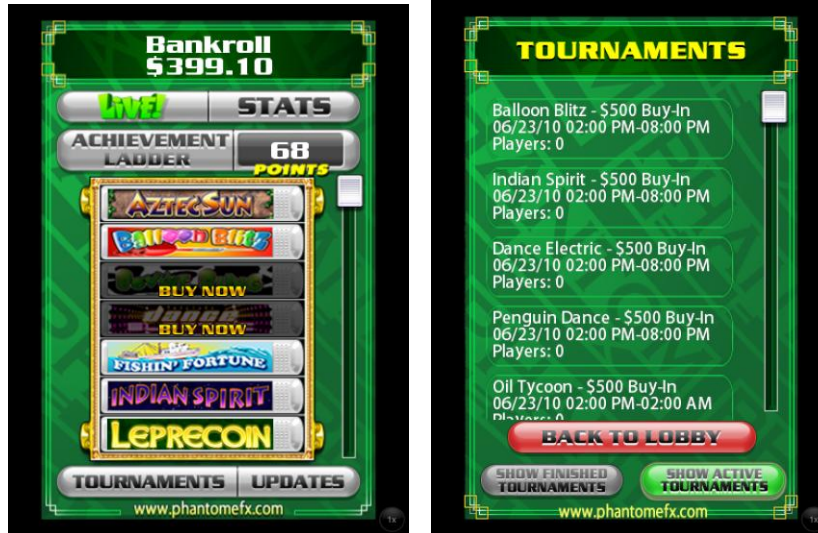 Bankroll
$399.10
LIVE!
STATS
ACHIEVEMENT
LADDER
68
POINTS
AZTEC SUN
BALLOON BLITZ
BUY NOW
BUY NOW
FISHIN' FORTUNE
INDIAN SPIRIT
LEPRECOIN
TOURNAMENTS
UPDATES
www.phantomefx.com
1x
TOURNAMENTS
Balloon Blitz - $500 Buy-In
06/23/10 02:00 PM-08:00 PM
Players: 0
Indian Spirit - $500 Buy-In
06/23/10 02:00 PM-08:00 PM
Players: 0
Dance Electric - $500 Buy-In
06/23/10 02:00 PM-08:00 PM
Players: 0
Penguin Dance - $500 Buy-In
06/23/10 02:00 PM-08:00 PM
Players: 0
Oil Tycoon - $500 Buy-In
06/23/10 02:00 PM-02:00 AM
Players: 0
BACK TO LOBBY
SHOW FINISHED
TOURNAMENTS
SHOW ACTIVE
TOURNAMENTS
www.phantomefx.com
1x